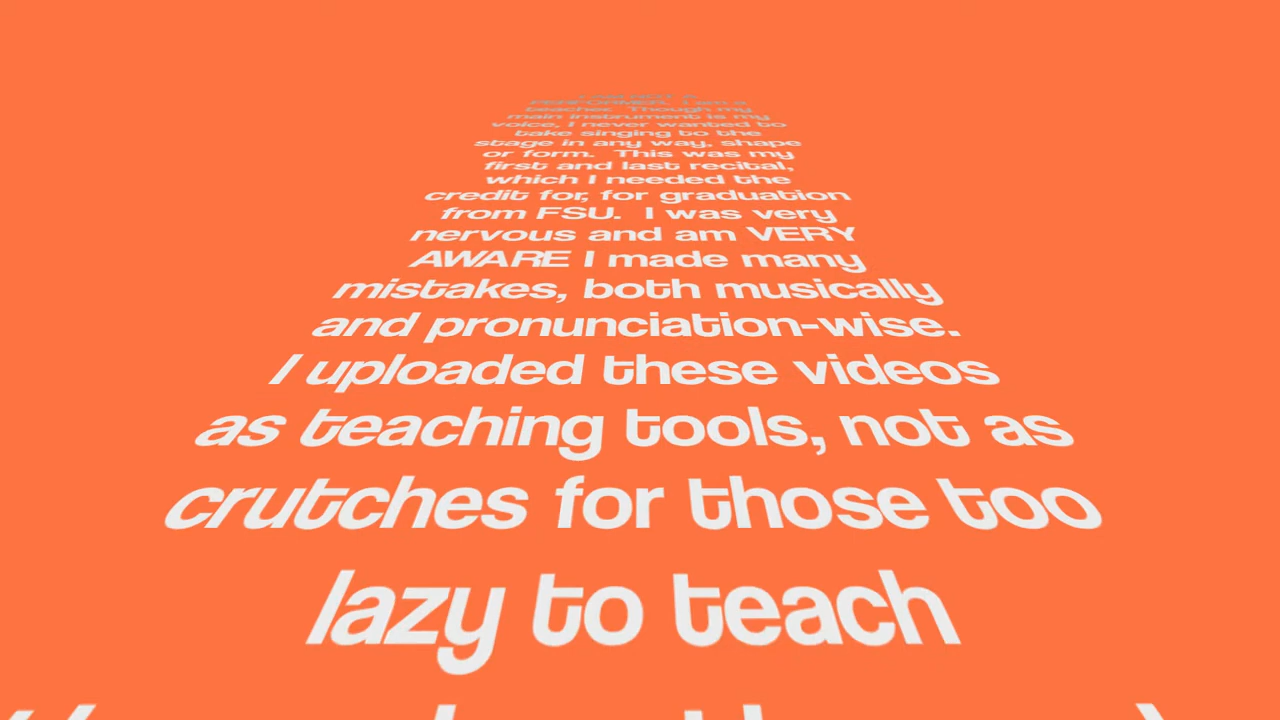 PERFORMER. I am a
teacher. Though my
main instrument is my
voice, I never wanted to
take singing to the
stage in any way, shape
or form. This was my
first and last recital,
which I needed the
credit for, for graduation
from FSU. I was very
nervous and am VERY
AWARE I made many
mistakes, both musically
and pronunciation-wise.
I uploaded these videos
as teaching tools, not as
crutches for those too
lazy to teach